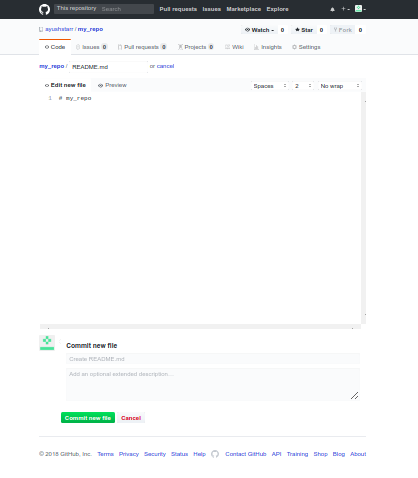 This repository Search Pull requests Issues Marketplace Explore
ayushstarr / my_repo Watch 0 Star 0 Fork 0
Code Issues 0 Pull requests 0 Projects 0 Wiki Insights Settings
my_repo / README.md or cancel
Edit new file Preview Spaces 2 No wrap
1 # my_repo
Commit new file
Create README.md
Add an optional extended description...
Commit new file Cancel
© 2018 GitHub, Inc. Terms Privacy Security Status Help Contact GitHub API Training Shop Blog About